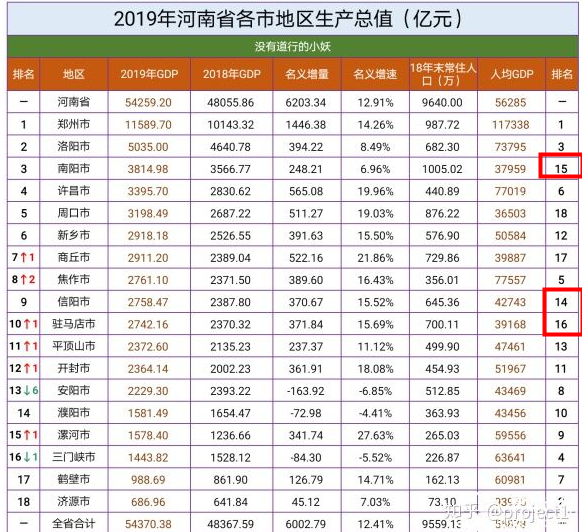 2019年河南省各市地区生产总值（亿元）
没有道行的小妖
排名 地区 2019年GDP 2018年GDP 名义增量 名义增速 18年末常住人口（万） 人均GDP 排名
— 河南省 54259.20 48055.86 6203.34 12.91% 9640.00 56285 —
1 郑州市 11589.70 10143.32 1446.38 14.26% 987.72 117338 1
2 洛阳市 5035.00 4640.78 394.22 8.49% 682.30 73795 3
3 南阳市 3814.98 3566.77 248.21 6.96% 1005.02 37959 15
4 许昌市 3395.70 2830.62 565.08 19.96% 440.89 77019 6
5 周口市 3198.49 2687.22 511.27 19.03% 876.22 36503 18
6 新乡市 2918.18 2526.55 391.63 15.50% 576.90 50584 12
7↑1 商丘市 2911.20 2389.04 522.16 21.86% 729.86 39887 17
8↑2 焦作市 2761.10 2371.50 389.60 16.43% 356.01 77557 5
9 信阳市 2758.47 2387.80 370.67 15.52% 645.36 42743 14
10↑1 驻马店市 2742.16 2370.32 371.84 15.69% 700.11 39168 16
11↑1 平顶山市 2372.60 2135.23 237.37 11.12% 499.90 47461 13
12↑1 开封市 2364.14 2002.23 361.91 18.08% 454.93 51967 11
13↓6 安阳市 2229.30 2393.22 -163.92 -6.85% 512.85 43469 8
14 濮阳市 1581.49 1654.47 -72.98 -4.41% 363.93 43456 10
15↑1 漯河市 1578.40 1236.66 341.74 27.63% 265.03 59556 9
16↓1 三门峡市 1443.82 1528.12 -84.30 -5.52% 226.87 63641 4
17 鹤壁市 988.69 861.90 126.79 14.71% 162.13 60981 7
18 济源市 686.96 641.84 45.12 7.03% 73.10
— 全省合计 54370.38 48367.59 6002.79 12.41% 9559.13
知乎 @project1